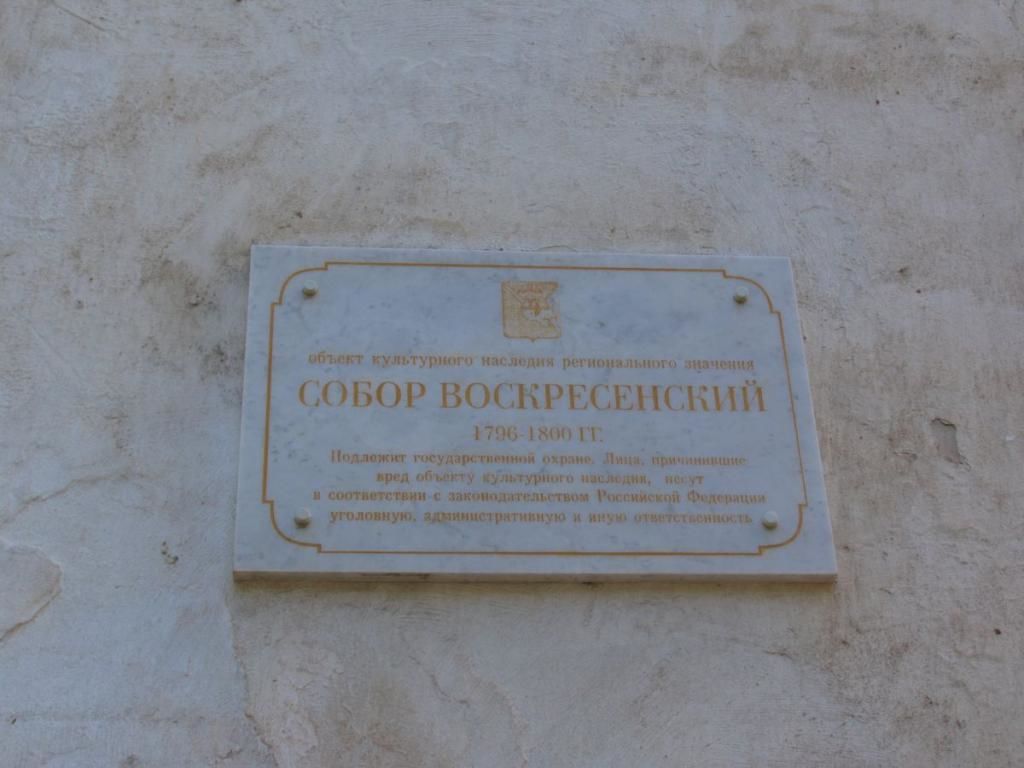 объект культурного наследия регионального значения
СОБОР ВОСКРЕСЕНСКИЙ
1796-1800 ГГ.
Подлежит государственной охране. Лица, причинившие
вред объекту культурного наследия, несут
в соответствии с законодательством Российской Федерации
уголовную, административную и иную ответственность